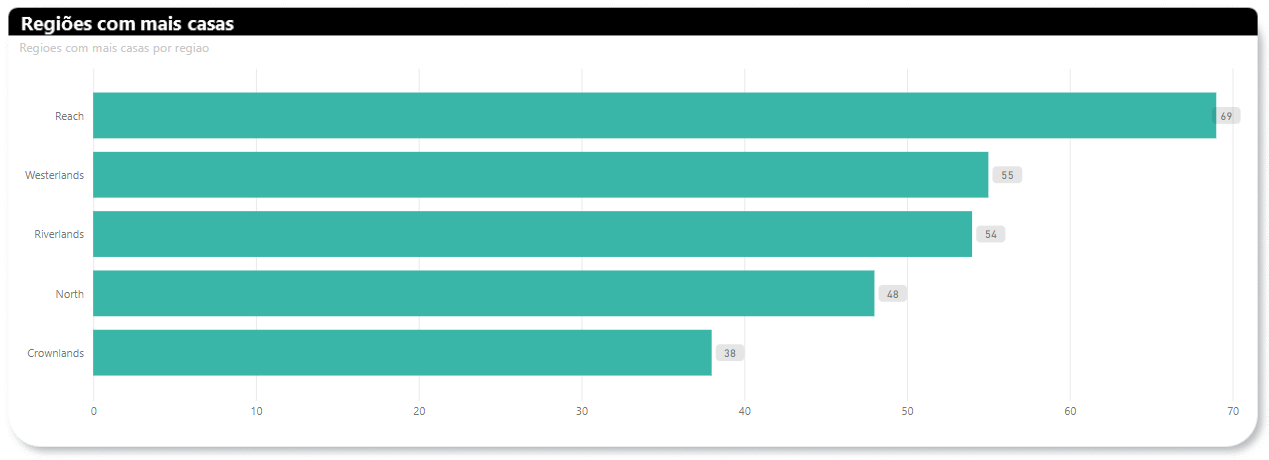 Regiões com mais casas
Regioes com mais casas por regiao
Reach 69
Westerlands 55
Riverlands 54
North 48
Crownlands 38
0 10 20 30 40 50 60 70